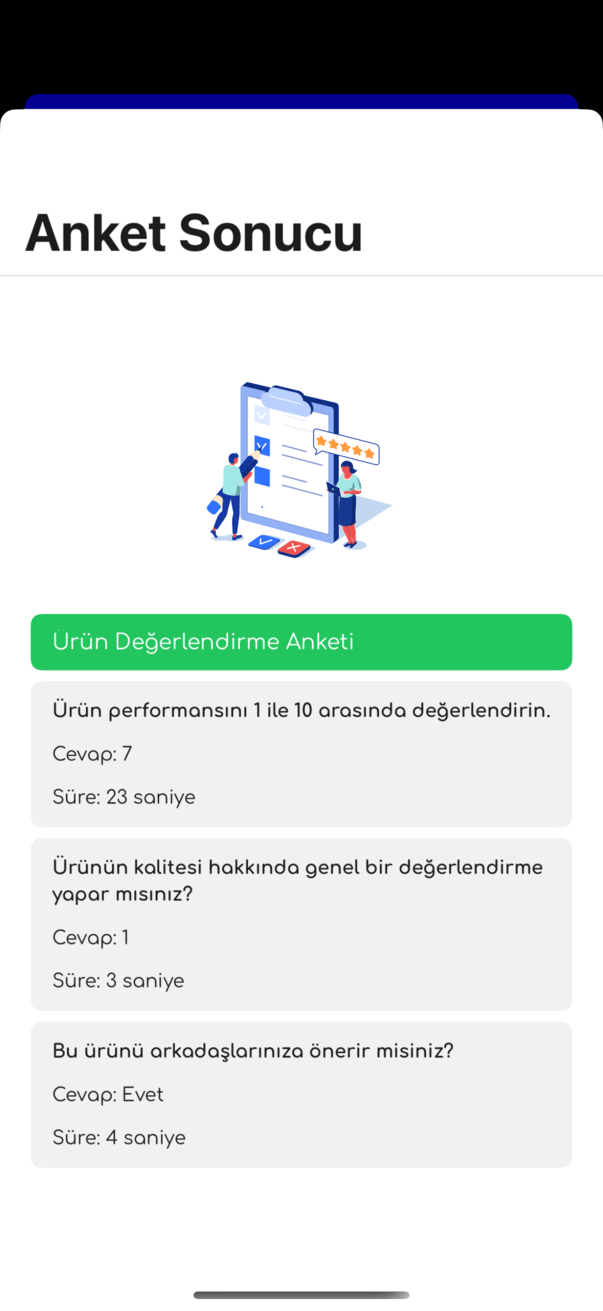 Anket Sonucu
Urün Değerlendirme Anketi
Ürün performansını 1 ile 10 arasında değerlendirin.
Cevap: 7
Süre: 23 saniye
Ürünün kalitesi hakkında genel bir değerlendirme
yapar mısınız?
Cevap: 1
Süre: 3 saniye
Bu ürünü arkadaşlarınıza önerir misiniz?
Cevap: Evet
Süre: 4 saniye